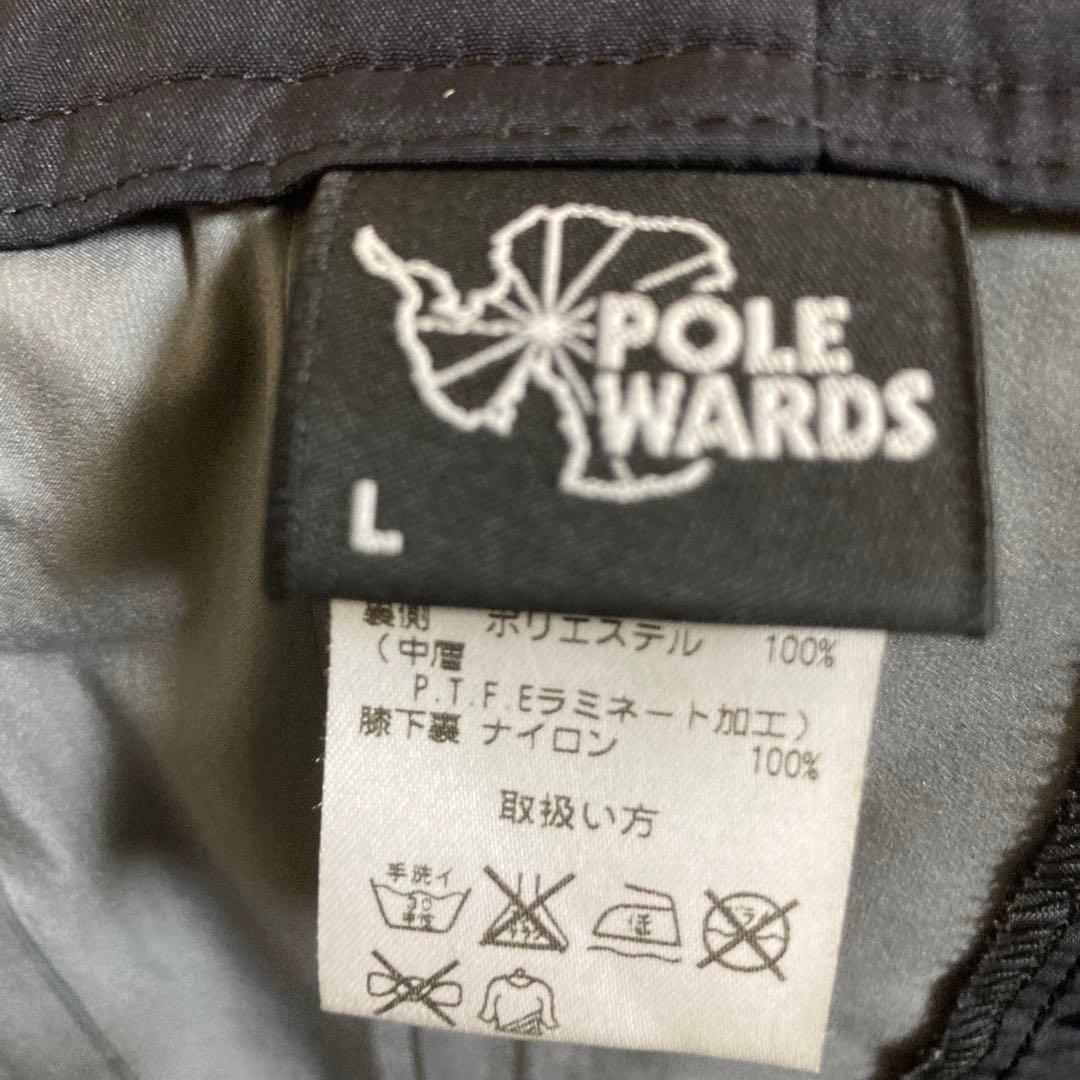 POLE
WARDS
L
裏側 ポリエステル 100%
（中層
P.T.F.Eラミネート加工）
膝下裏 ナイロン 100%
取扱い方
手洗イ
30
中性